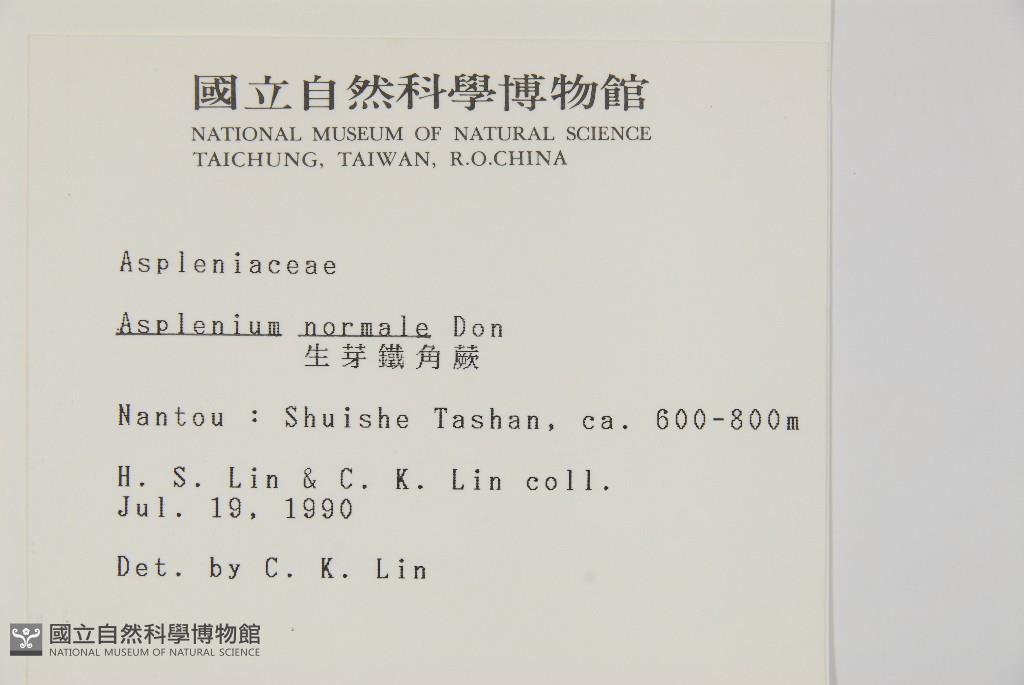 國立自然科學博物館
NATIONAL MUSEUM OF NATURAL SCIENCE
TAICHUNG, TAIWAN, R.O.CHINA
Aspleniaceae
Asplenium normale Don
生芽鐵角蕨
Nantou : Shuishe Tashan, ca. 600-800m
H. S. Lin & C. K. Lin coll.
Jul. 19, 1990
Det. by C. K. Lin
國立自然科學博物館
NATIONAL MUSEUM OF NATURAL SCIENCE